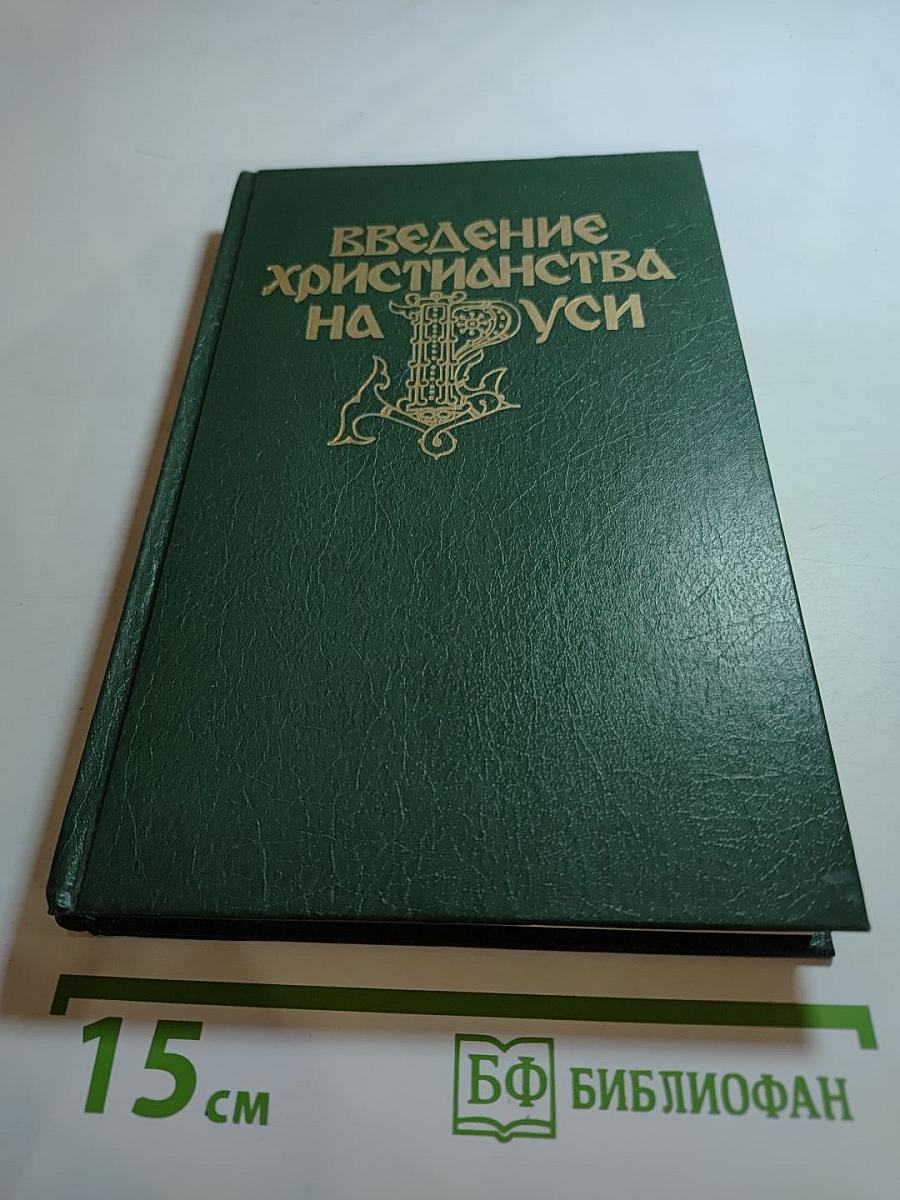 ВВЕДЕНИЕ
ХРИСТИАНСТВА
НА РУСИ
15 см
БФ БИБЛИОФАН